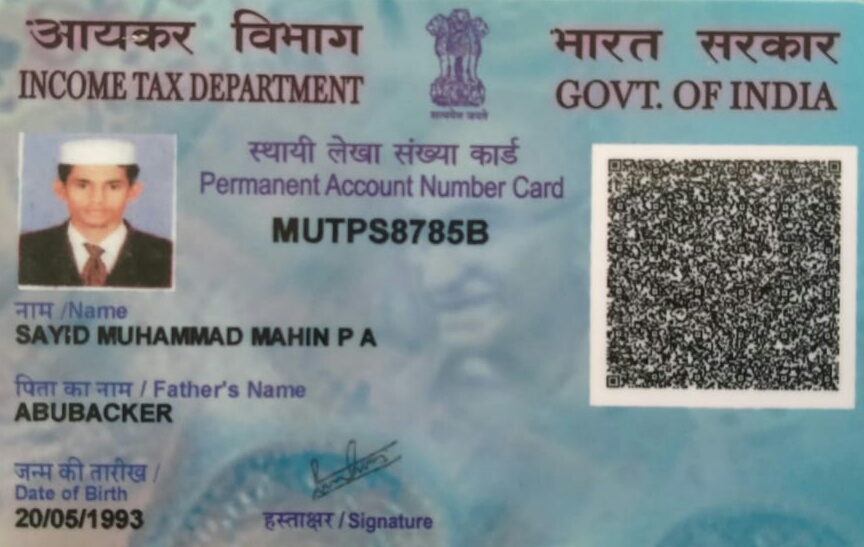 आयकर विभाग
INCOME TAX DEPARTMENT
सत्यमेव जयते
भारत सरकार
GOVT. OF INDIA
स्थायी लेखा संख्या कार्ड
Permanent Account Number Card
MUTPS8785B
नाम /Name
SAYID MUHAMMAD MAHIN P A
पिता का नाम / Father's Name
ABUBACKER
जन्म की तारीख /
Date of Birth
20/05/1993
हस्ताक्षर / Signature